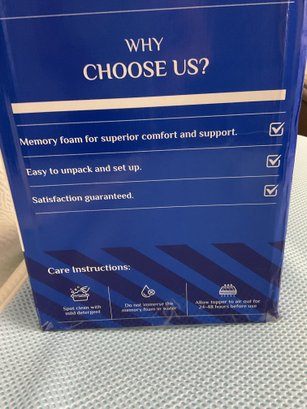 WHY
CHOOSE US?
Memory foam for superior comfort and support.
Easy to unpack and set up.
Satisfaction guaranteed.
Care Instructions:
Spot clean with
mild detergent
Do not immerse the
memory foam in water
Allow topper to air out for
24-48 hours before use